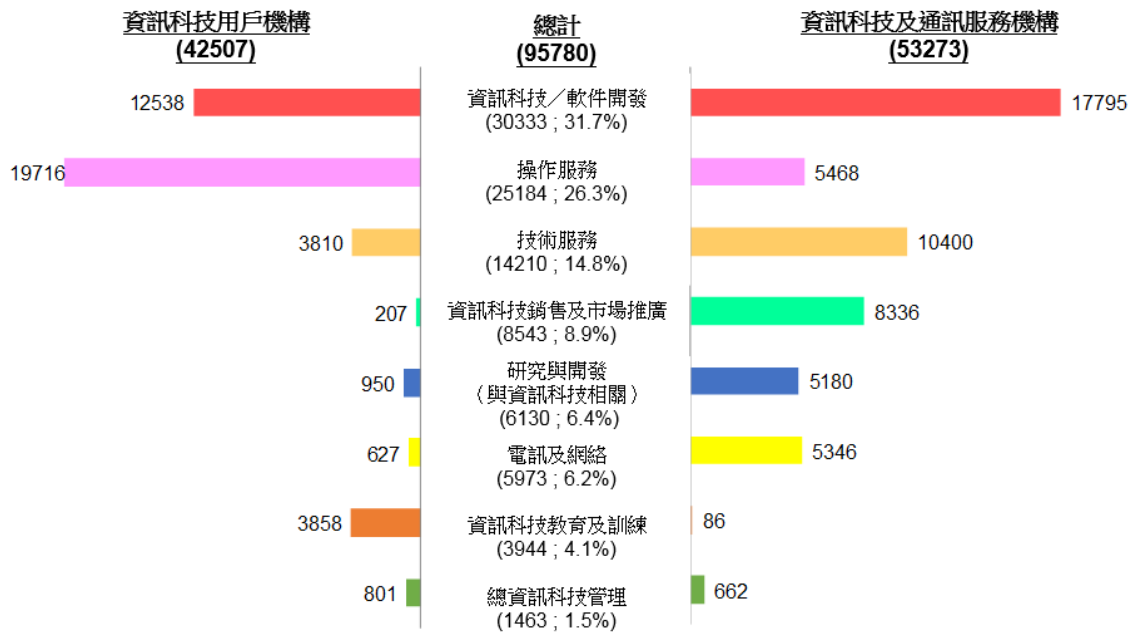 資訊科技用戶機構
(42507)
總計
(95780)
資訊科技及通訊服務機構
(53273)
12538
資訊科技／軟件開發
(30333 ; 31.7%)
17795
19716
操作服務
(25184 ; 26.3%)
5468
3810
技術服務
(14210 ; 14.8%)
10400
207
資訊科技銷售及市場推廣
(8543 ; 8.9%)
8336
950
研究與開發
（與資訊科技相關）
(6130 ; 6.4%)
5180
627
電訊及網絡
(5973 ; 6.2%)
5346
3858
資訊科技教育及訓練
(3944 ; 4.1%)
86
801
總資訊科技管理
(1463 ; 1.5%)
662